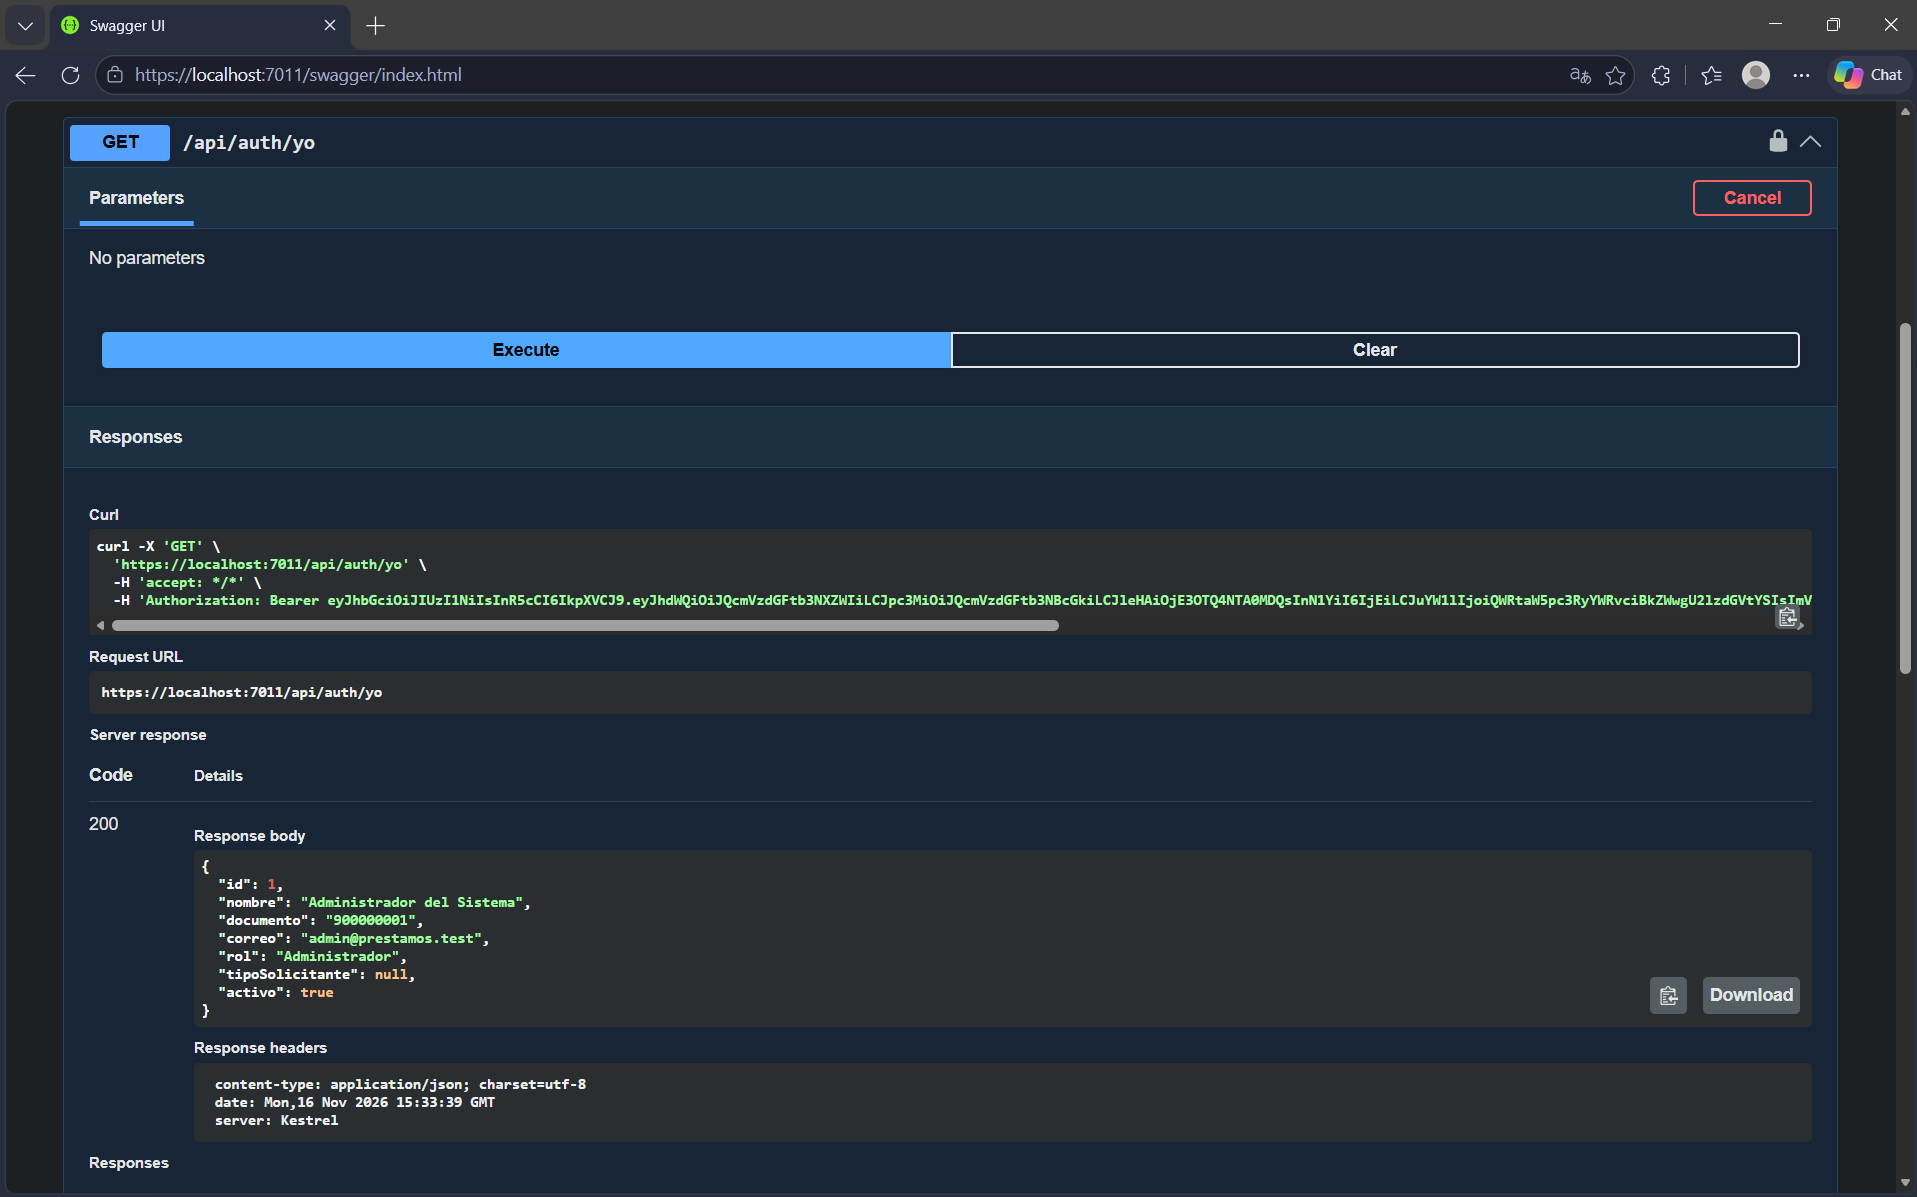 Swagger UI
https://localhost:7011/swagger/index.html
Chat
GET /api/auth/yo
Parameters
Cancel
No parameters
Execute
Clear
Responses
Curl
curl -X 'GET' \
'https://localhost:7011/api/auth/yo' \
-H 'accept: */*' \
-H 'Authorization: Bearer eyJhbGciOiJIUzI1NiIsInR5cCI6IkpXVCJ9.eyJhdWQiOiJQcmVzdGFtb3NXZWIiLCJpc3MiOiJQcmVzdGFtb3NBcGkiLCJleHAiOjE3OTQ4NTA0MDQsInN1YiI6IjEiLCJuYW1lIjoiQWRtaW5pc3RyYWRvciBkZWwgU2lzdGVtYSIsImV
Request URL
https://localhost:7011/api/auth/yo
Server response
Code
Details
200
Response body
{
"id": 1,
"nombre": "Administrador del Sistema",
"documento": "900000001",
"correo": "admin@prestamos.test",
"rol": "Administrador",
"tipoSolicitante": null,
"activo": true
}
Download
Response headers
content-type: application/json; charset=utf-8
date: Mon,16 Nov 2026 15:33:39 GMT
server: Kestrel
Responses